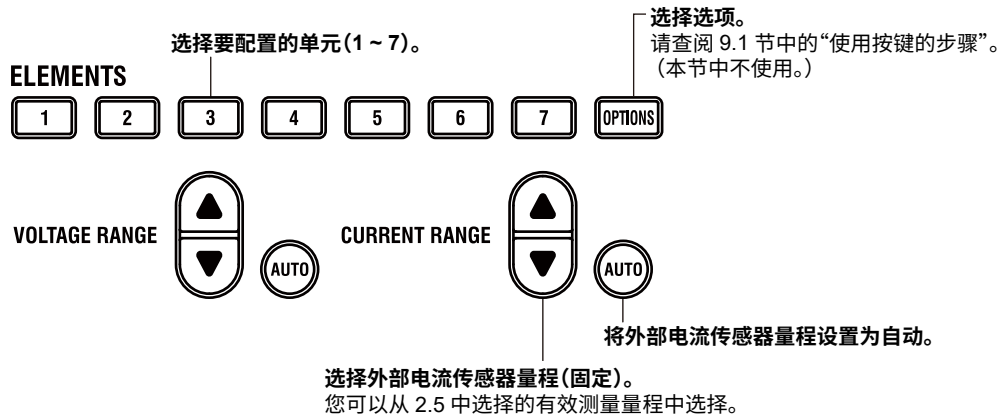 选择选项。
请查阅 9.1 节中的“使用按键的步骤”。
（本节中不使用。）
选择要配置的单元（1 ~ 7）。
ELEMENTS
1 2 3 4 5 6 7 OPTIONS
VOLTAGE RANGE
AUTO
CURRENT RANGE
AUTO
将外部电流传感器量程设置为自动。
选择外部电流传感器量程（固定）。
您可以从 2.5 中选择的有效测量量程中选择。